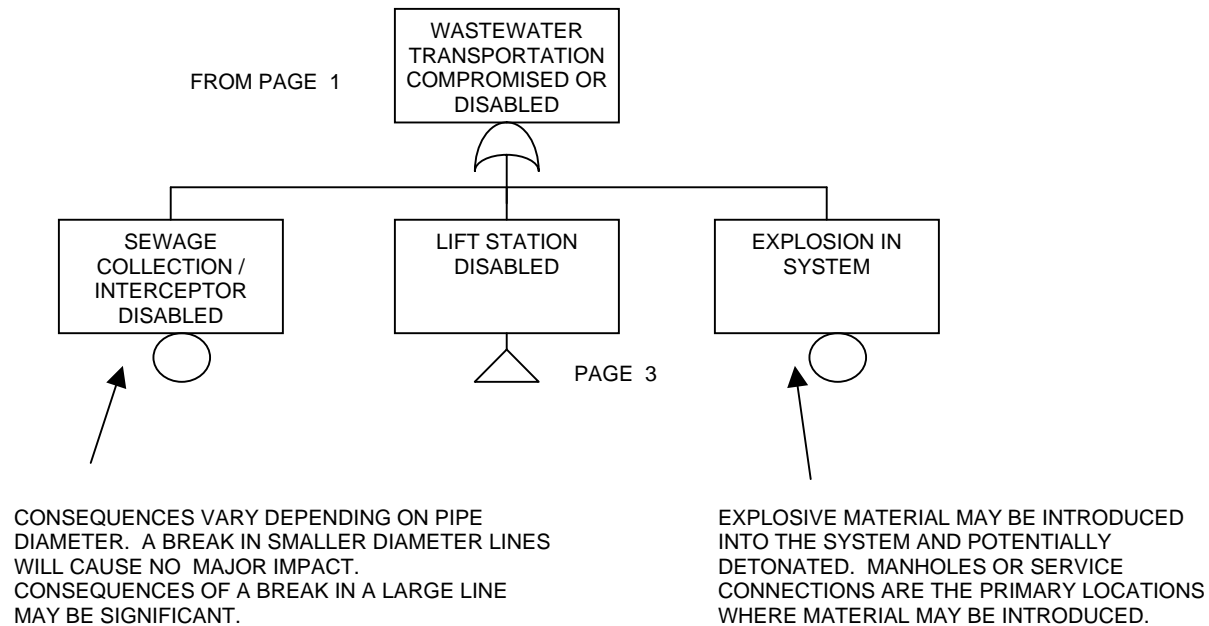 FROM PAGE 1
WASTEWATER
TRANSPORTATION
COMPROMISED OR
DISABLED
SEWAGE
COLLECTION /
INTERCEPTOR
DISABLED
LIFT STATION
DISABLED
EXPLOSION IN
SYSTEM
PAGE 3
CONSEQUENCES VARY DEPENDING ON PIPE
DIAMETER. A BREAK IN SMALLER DIAMETER LINES
WILL CAUSE NO MAJOR IMPACT.
CONSEQUENCES OF A BREAK IN A LARGE LINE
MAY BE SIGNIFICANT.
EXPLOSIVE MATERIAL MAY BE INTRODUCED
INTO THE SYSTEM AND POTENTIALLY
DETONATED. MANHOLES OR SERVICE
CONNECTIONS ARE THE PRIMARY LOCATIONS
WHERE MATERIAL MAY BE INTRODUCED.